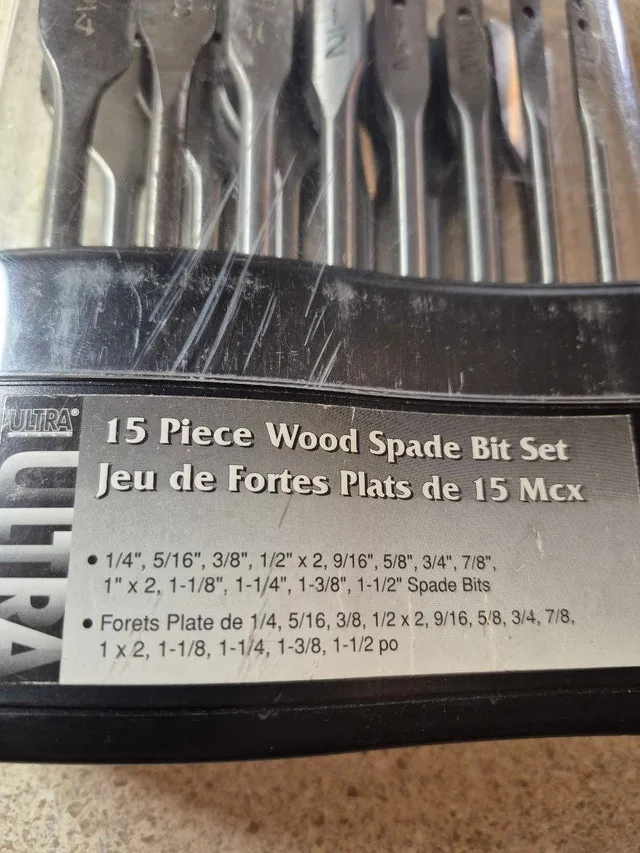 ULTRA®
ULTRA
15 Piece Wood Spade Bit Set
Jeu de Fortes Plats de 15 Mcx
• 1/4", 5/16", 3/8", 1/2" x 2, 9/16", 5/8", 3/4", 7/8",
1" x 2, 1-1/8", 1-1/4", 1-3/8", 1-1/2" Spade Bits
• Forets Plate de 1/4, 5/16, 3/8, 1/2 x 2, 9/16, 5/8, 3/4, 7/8,
1 x 2, 1-1/8, 1-1/4, 1-3/8, 1-1/2 po